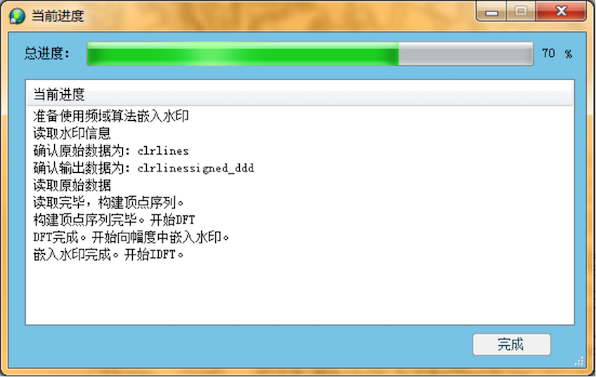 当前进度
总进度： 70 %
当前进度
准备使用频域算法嵌入水印
读取水印信息
确认原始数据为：clrlines
确认输出数据为：clrlinessigned_ddd
读取原始数据
读取完毕，构建顶点序列。
构建顶点序列完毕。开始DFT
DFT完成。开始向幅度中嵌入水印。
嵌入水印完成。开始IDFT。
完成